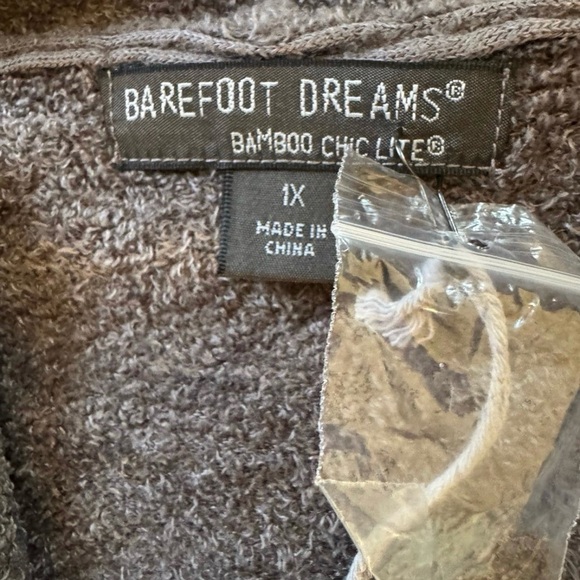 BAREFOOT DREAMS®
BAMBOO CHIC LITE®
1X
MADE IN
CHINA